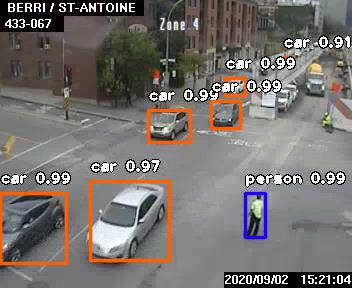 BERRI / ST-ANTOINE
433-067
Zone 4
car 0.91
car 0.99
car 0.99
car 0.99
car 0.99
car 0.97
person 0.99
2020/09/02 15:21:04